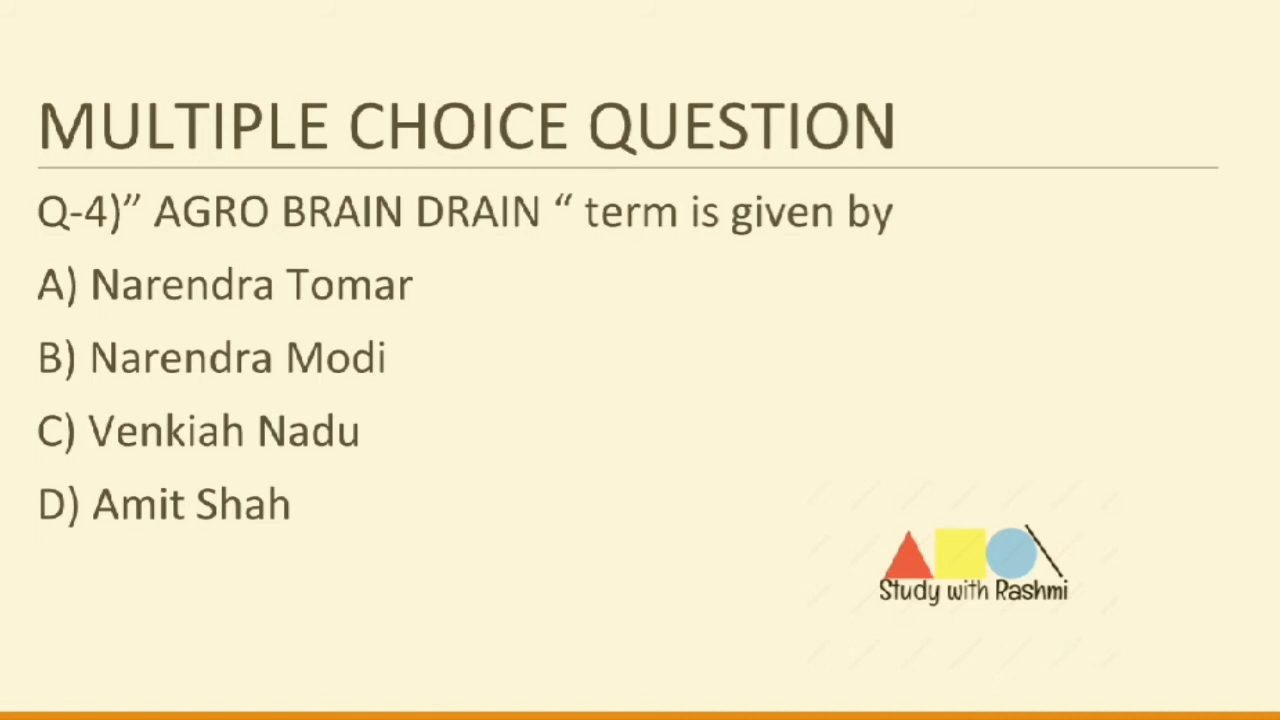 MULTIPLE CHOICE QUESTION
Q-4)” AGRO BRAIN DRAIN “ term is given by
A) Narendra Tomar
B) Narendra Modi
C) Venkiah Nadu
D) Amit Shah
Study with Rashmi